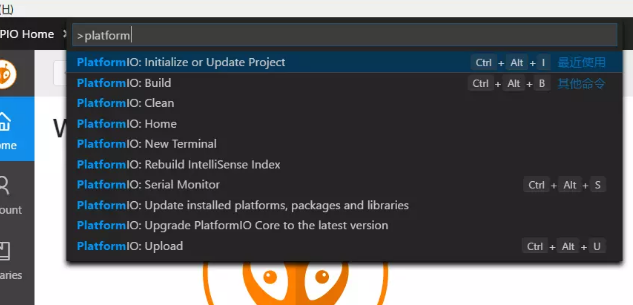 (H)
PIO Home
>platform
PlatformIO: Initialize or Update Project Ctrl + Alt + I 最近使用
PlatformIO: Build Ctrl + Alt + B 其他命令
PlatformIO: Clean
PlatformIO: Home
PlatformIO: New Terminal
PlatformIO: Rebuild IntelliSense Index
PlatformIO: Serial Monitor Ctrl + Alt + S
PlatformIO: Update installed platforms, packages and libraries
PlatformIO: Upgrade PlatformIO Core to the latest version
PlatformIO: Upload Ctrl + Alt + U
ome
W
ount
aries